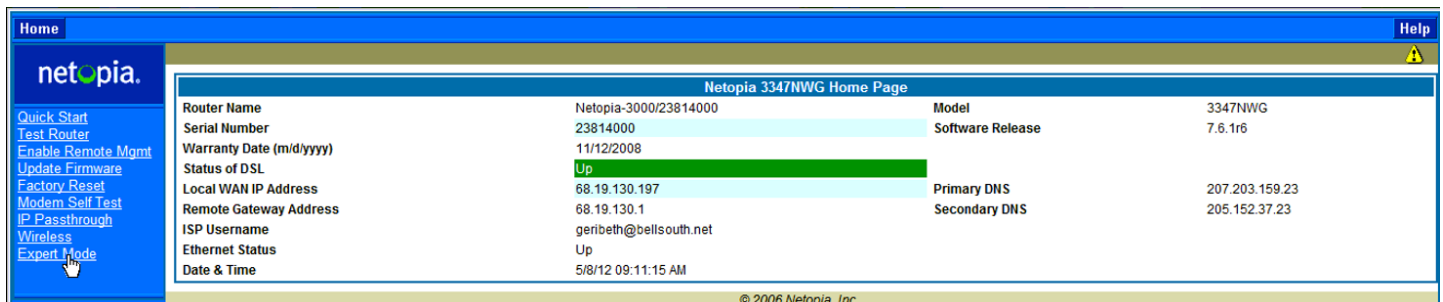 Home Help
netopia.
Netopia 3347NWG Home Page
Quick Start
Test Router
Enable Remote Mgmt
Update Firmware
Factory Reset
Modem Self Test
IP Passthrough
Wireless
Expert Mode
Router Name Netopia-3000/23814000 Model 3347NWG
Serial Number 23814000 Software Release 7.6.1r6
Warranty Date (m/d/yyyy) 11/12/2008
Status of DSL Up
Local WAN IP Address 68.19.130.197 Primary DNS 207.203.159.23
Remote Gateway Address 68.19.130.1 Secondary DNS 205.152.37.23
ISP Username geribeth@bellsouth.net
Ethernet Status Up
Date & Time 5/8/12 09:11:15 AM
© 2006 Netopia, Inc.